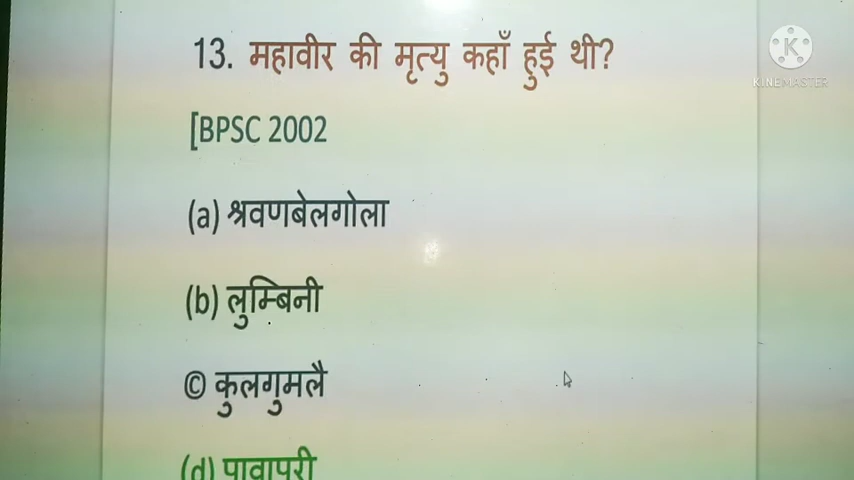 13. महावीर की मृत्यु कहाँ हुई थी?
[BPSC 2002
(a) श्रवणबेलगोला
(b) लुम्बिनी
© कुलगुमलै
(d) पावापुरी
K
KINEMASTER